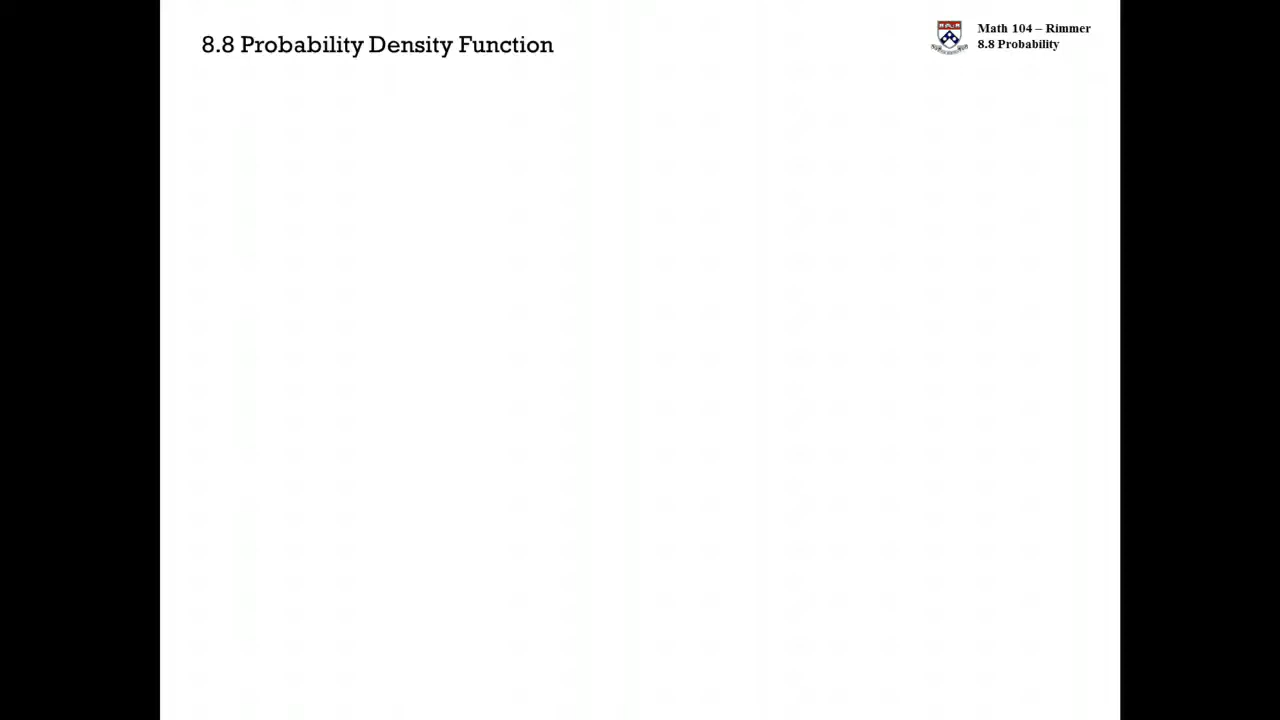 8.8 Probability Density Function
Math 104 – Rimmer
8.8 Probability